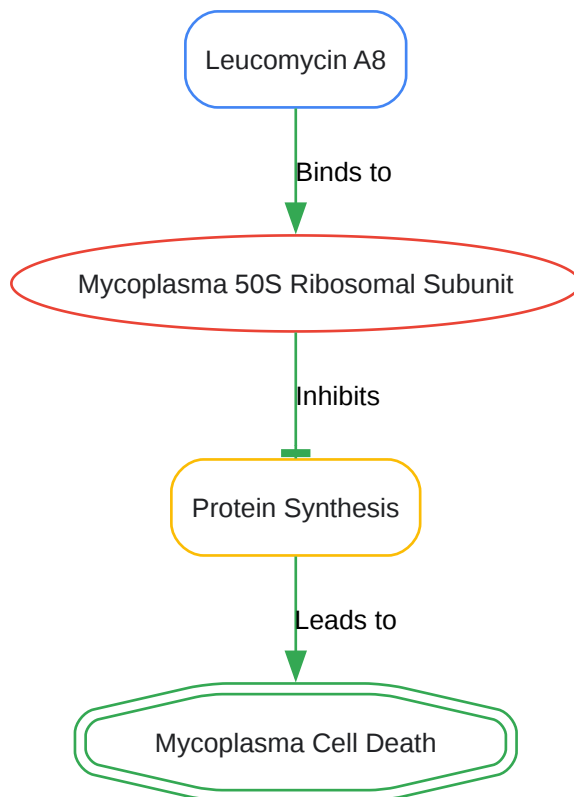 Leucomycin A8
Binds to
Mycoplasma 50S Ribosomal Subunit
Inhibits
Protein Synthesis
Leads to
Mycoplasma Cell Death